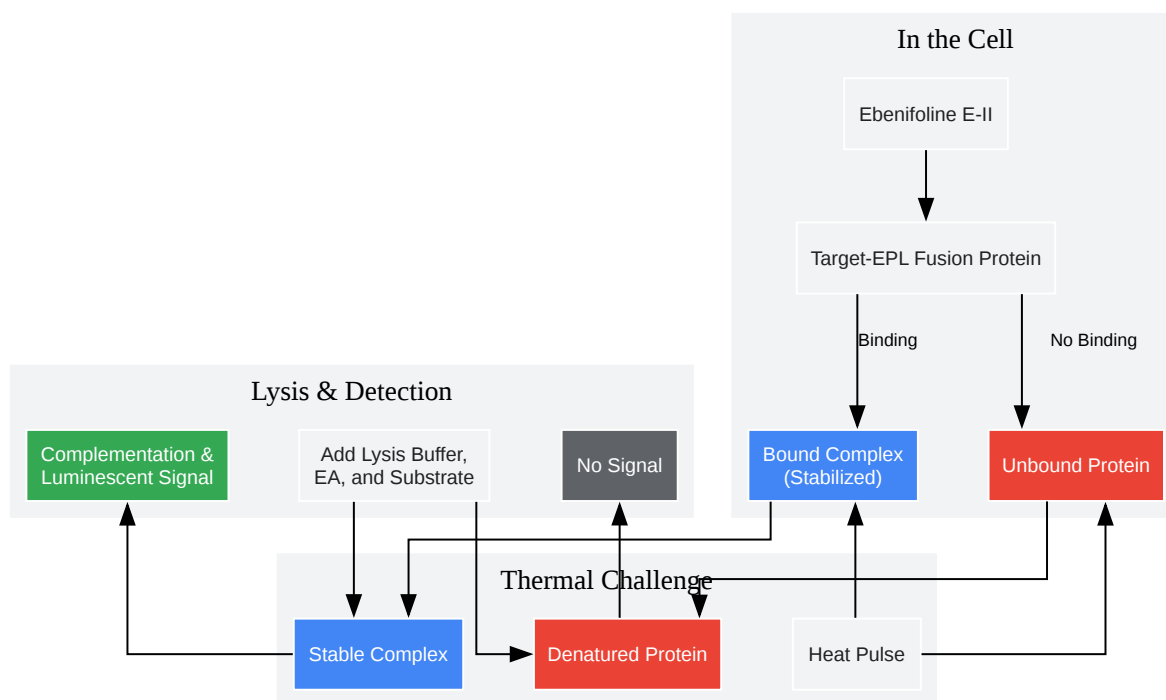 In the Cell
Ebenifoline E-II
Target-EPL Fusion Protein
Binding
No Binding
Lysis & Detection
Complementation &
Luminescent Signal
Add Lysis Buffer,
EA, and Substrate
No Signal
Bound Complex
(Stabilized)
Unbound Protein
Thermal Challenge
Stable Complex
Denatured Protein
Heat Pulse